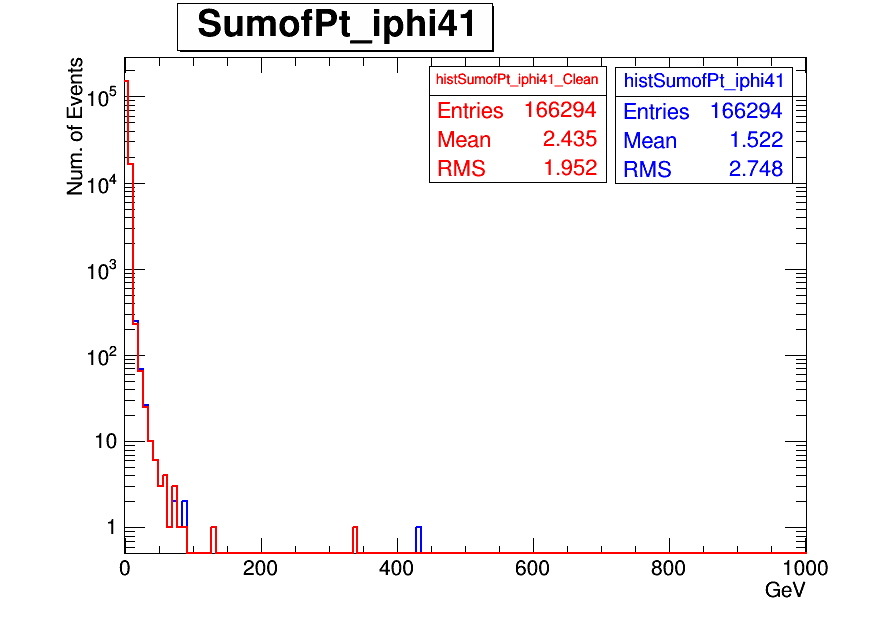 SumofPt_iphi41
Num. of Events
histSumofPt_iphi41_Clean
Entries 166294
Mean 2.435
RMS 1.952
histSumofPt_iphi41
Entries 166294
Mean 1.522
RMS 2.748
10^5
10^4
10^3
10^2
10
1
0 200 400 600 800 1000
GeV